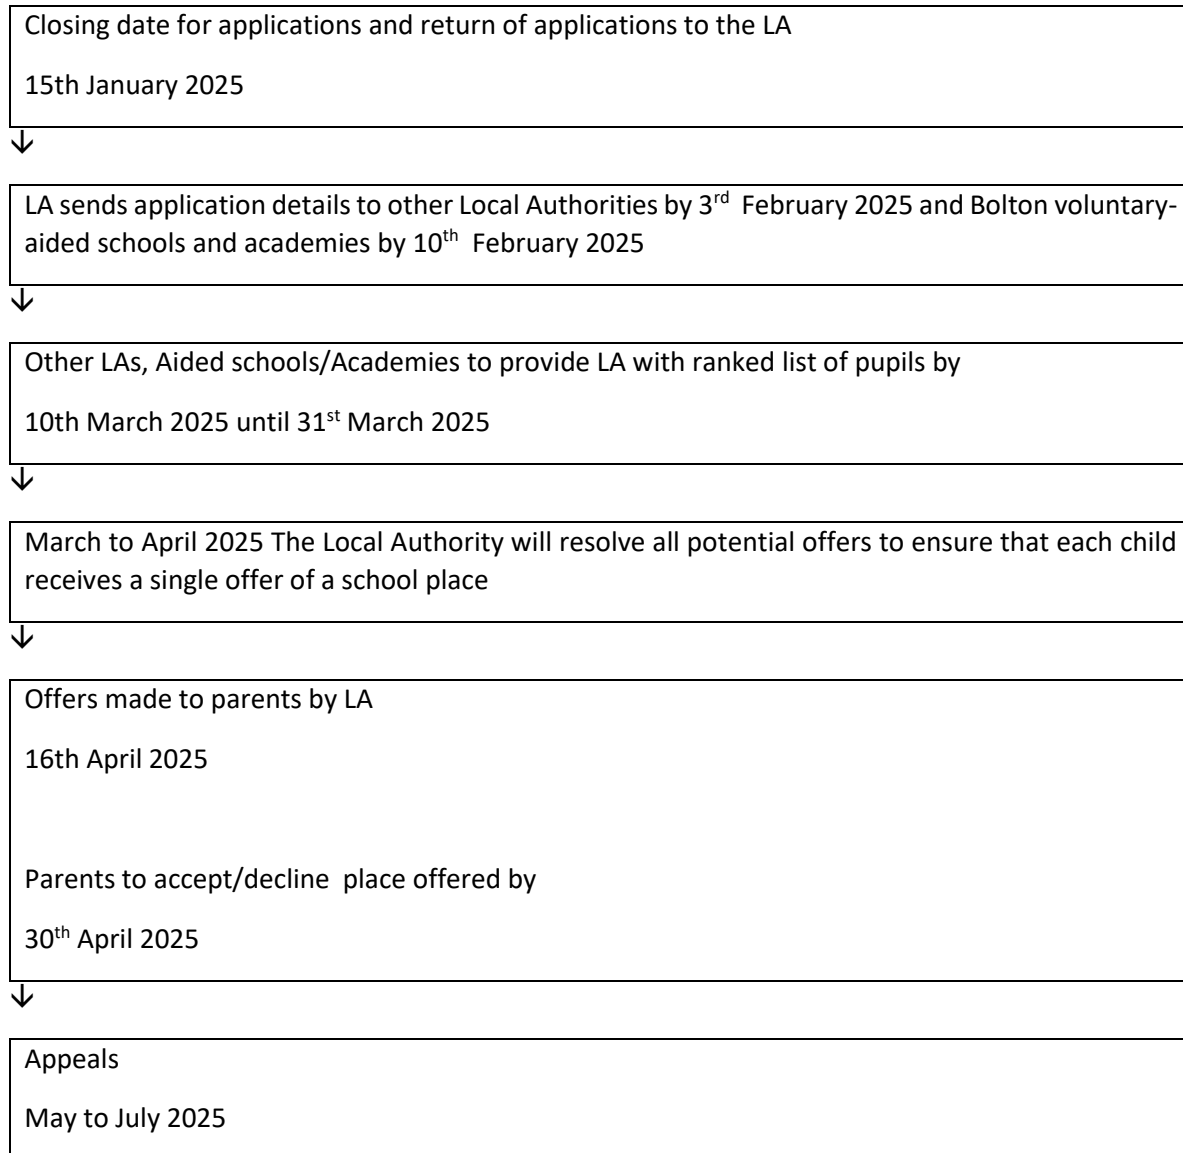 Closing date for applications and return of applications to the LA
15th January 2025
↓
LA sends application details to other Local Authorities by 3rd February 2025 and Bolton voluntary-
aided schools and academies by 10th February 2025
↓
Other LAs, Aided schools/Academies to provide LA with ranked list of pupils by
10th March 2025 until 31st March 2025
↓
March to April 2025 The Local Authority will resolve all potential offers to ensure that each child
receives a single offer of a school place
↓
Offers made to parents by LA
16th April 2025
Parents to accept/decline place offered by
30th April 2025
↓
Appeals
May to July 2025